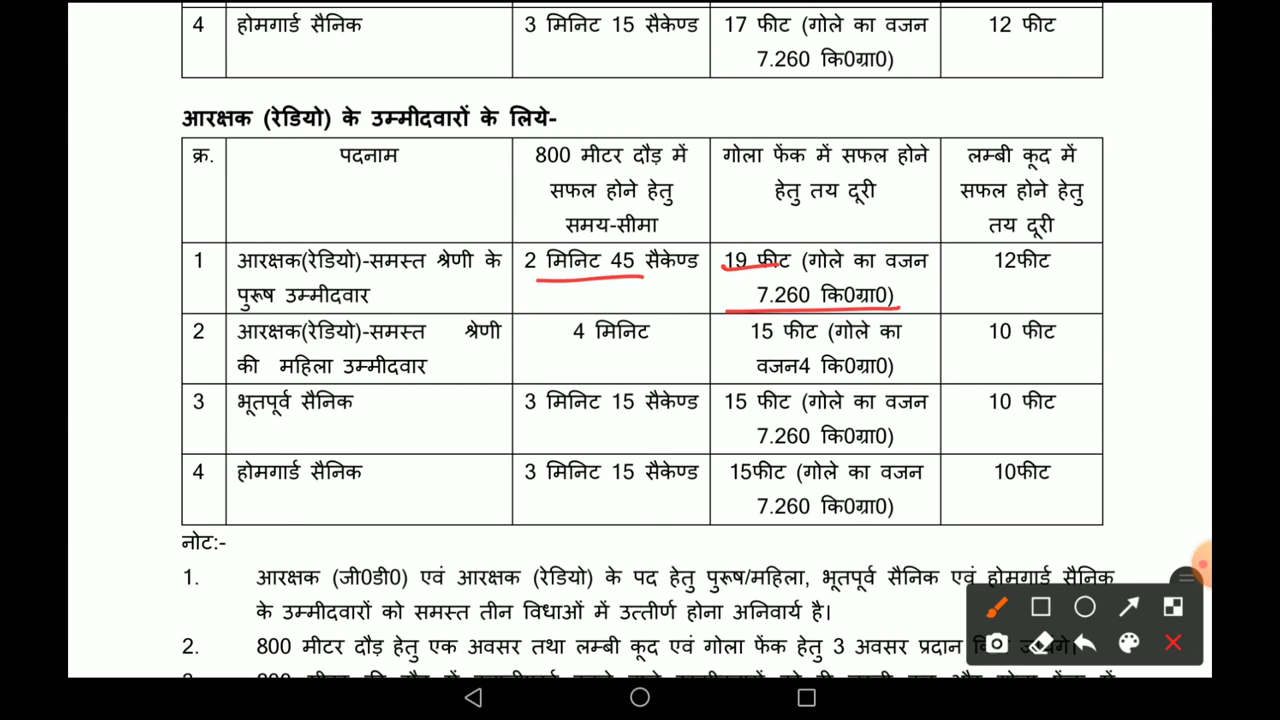 4 होमगार्ड सैनिक 3 मिनिट 15 सैकेण्ड 17 फीट (गोले का वजन 12 फीट
7.260 कि0ग्रा0)
आरक्षक (रेडियो) के उम्मीदवारों के लिये-
क्र. पदनाम 800 मीटर दौड़ में गोला फेंक में सफल होने लम्बी कूद में
सफल होने हेतु हेतु तय दूरी सफल होने हेतु
समय-सीमा तय दूरी
1 आरक्षक(रेडियो)-समस्त श्रेणी के 2 मिनिट 45 सैकेण्ड 19 फीट (गोले का वजन 12फीट
पुरूष उम्मीदवार 7.260 कि0ग्रा0)
2 आरक्षक(रेडियो)-समस्त श्रेणी 4 मिनिट 15 फीट (गोले का 10 फीट
की महिला उम्मीदवार वजन4 कि0ग्रा0)
3 भूतपूर्व सैनिक 3 मिनिट 15 सैकेण्ड 15 फीट (गोले का वजन 10 फीट
7.260 कि0ग्रा0)
4 होमगार्ड सैनिक 3 मिनिट 15 सैकेण्ड 15फीट (गोले का वजन 10फीट
7.260 कि0ग्रा0)
नोट:-
1. आरक्षक (जी0डी0) एवं आरक्षक (रेडियो) के पद हेतु पुरूष/महिला, भूतपूर्व सैनिक एवं होमगार्ड सैनिक
के उम्मीदवारों को समस्त तीन विधाओं में उत्तीर्ण होना अनिवार्य है।
2. 800 मीटर दौड़ हेतु एक अवसर तथा लम्बी कूद एवं गोला फेंक हेतु 3 अवसर प्रदान